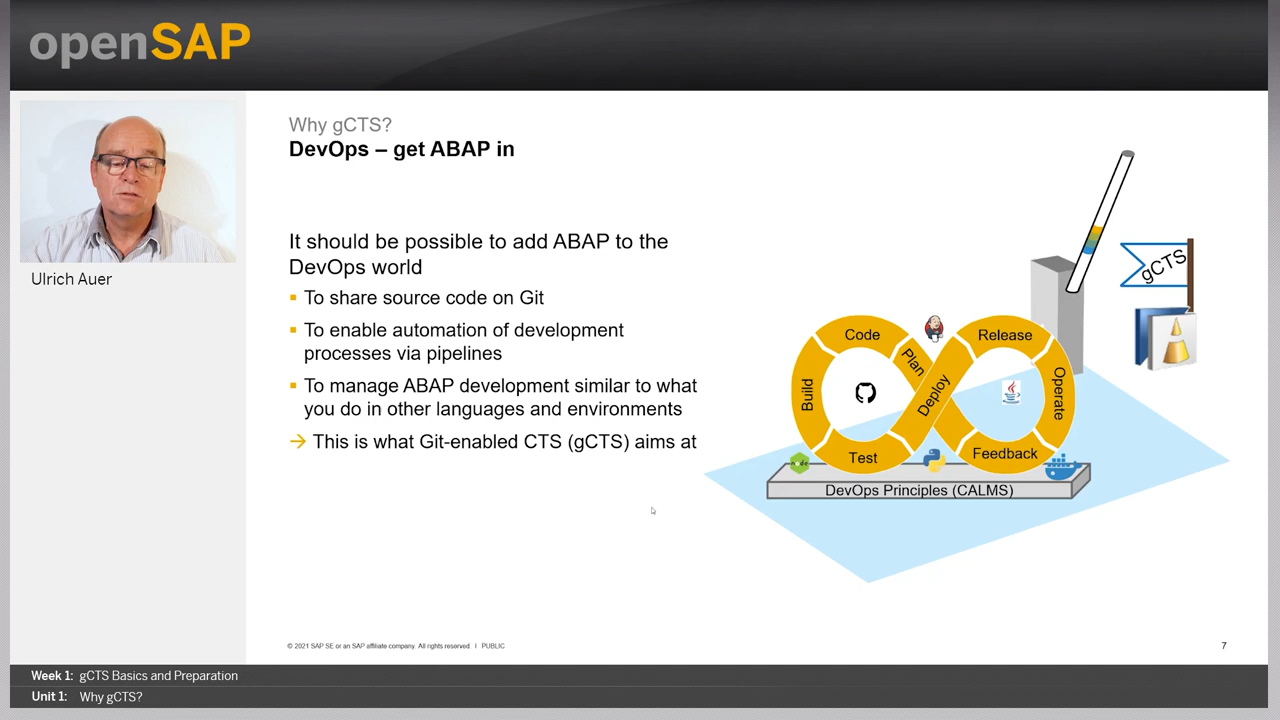 openSAP
Ulrich Auer
Why gCTS?
DevOps – get ABAP in
It should be possible to add ABAP to the
DevOps world
▪ To share source code on Git
▪ To enable automation of development
processes via pipelines
▪ To manage ABAP development similar to what
you do in other languages and environments
→ This is what Git-enabled CTS (gCTS) aims at
gCTS
Code
Plan
Release
Build
Deploy
Operate
Test
Feedback
node
DevOps Principles (CALMS)
© 2021 SAP SE or an SAP affiliate company. All rights reserved. I PUBLIC
7
Week 1: gCTS Basics and Preparation
Unit 1: Why gCTS?